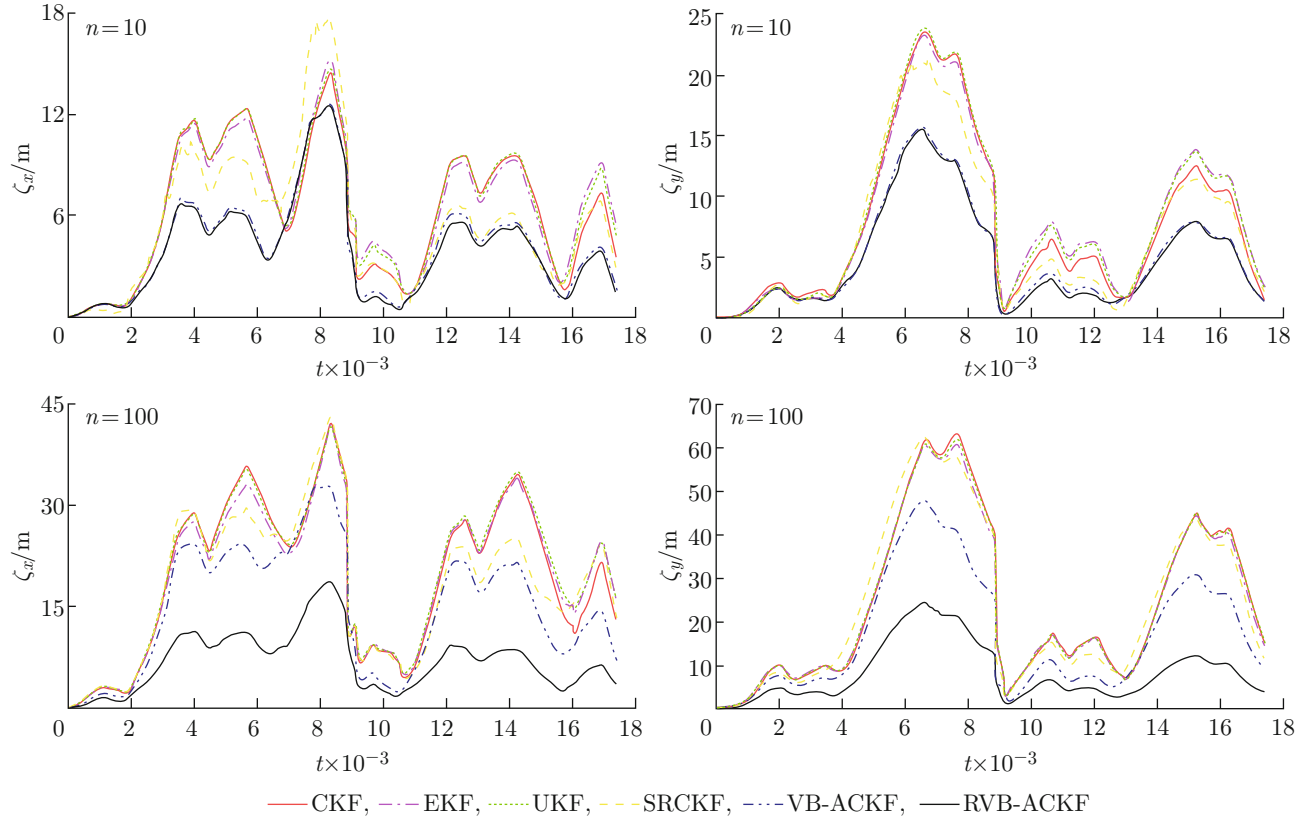 n=10
ζx/m
18
12
6
0 2 4 6 8 10 12 14 16 18
t×10−3
n=10
ζy/m
25
20
15
10
5
0 2 4 6 8 10 12 14 16 18
t×10−3
n=100
ζx/m
45
30
15
0 2 4 6 8 10 12 14 16 18
t×10−3
n=100
ζy/m
70
60
50
40
30
20
10
0 2 4 6 8 10 12 14 16 18
t×10−3
CKF, EKF, UKF, SRCKF, VB-ACKF, RVB-ACKF